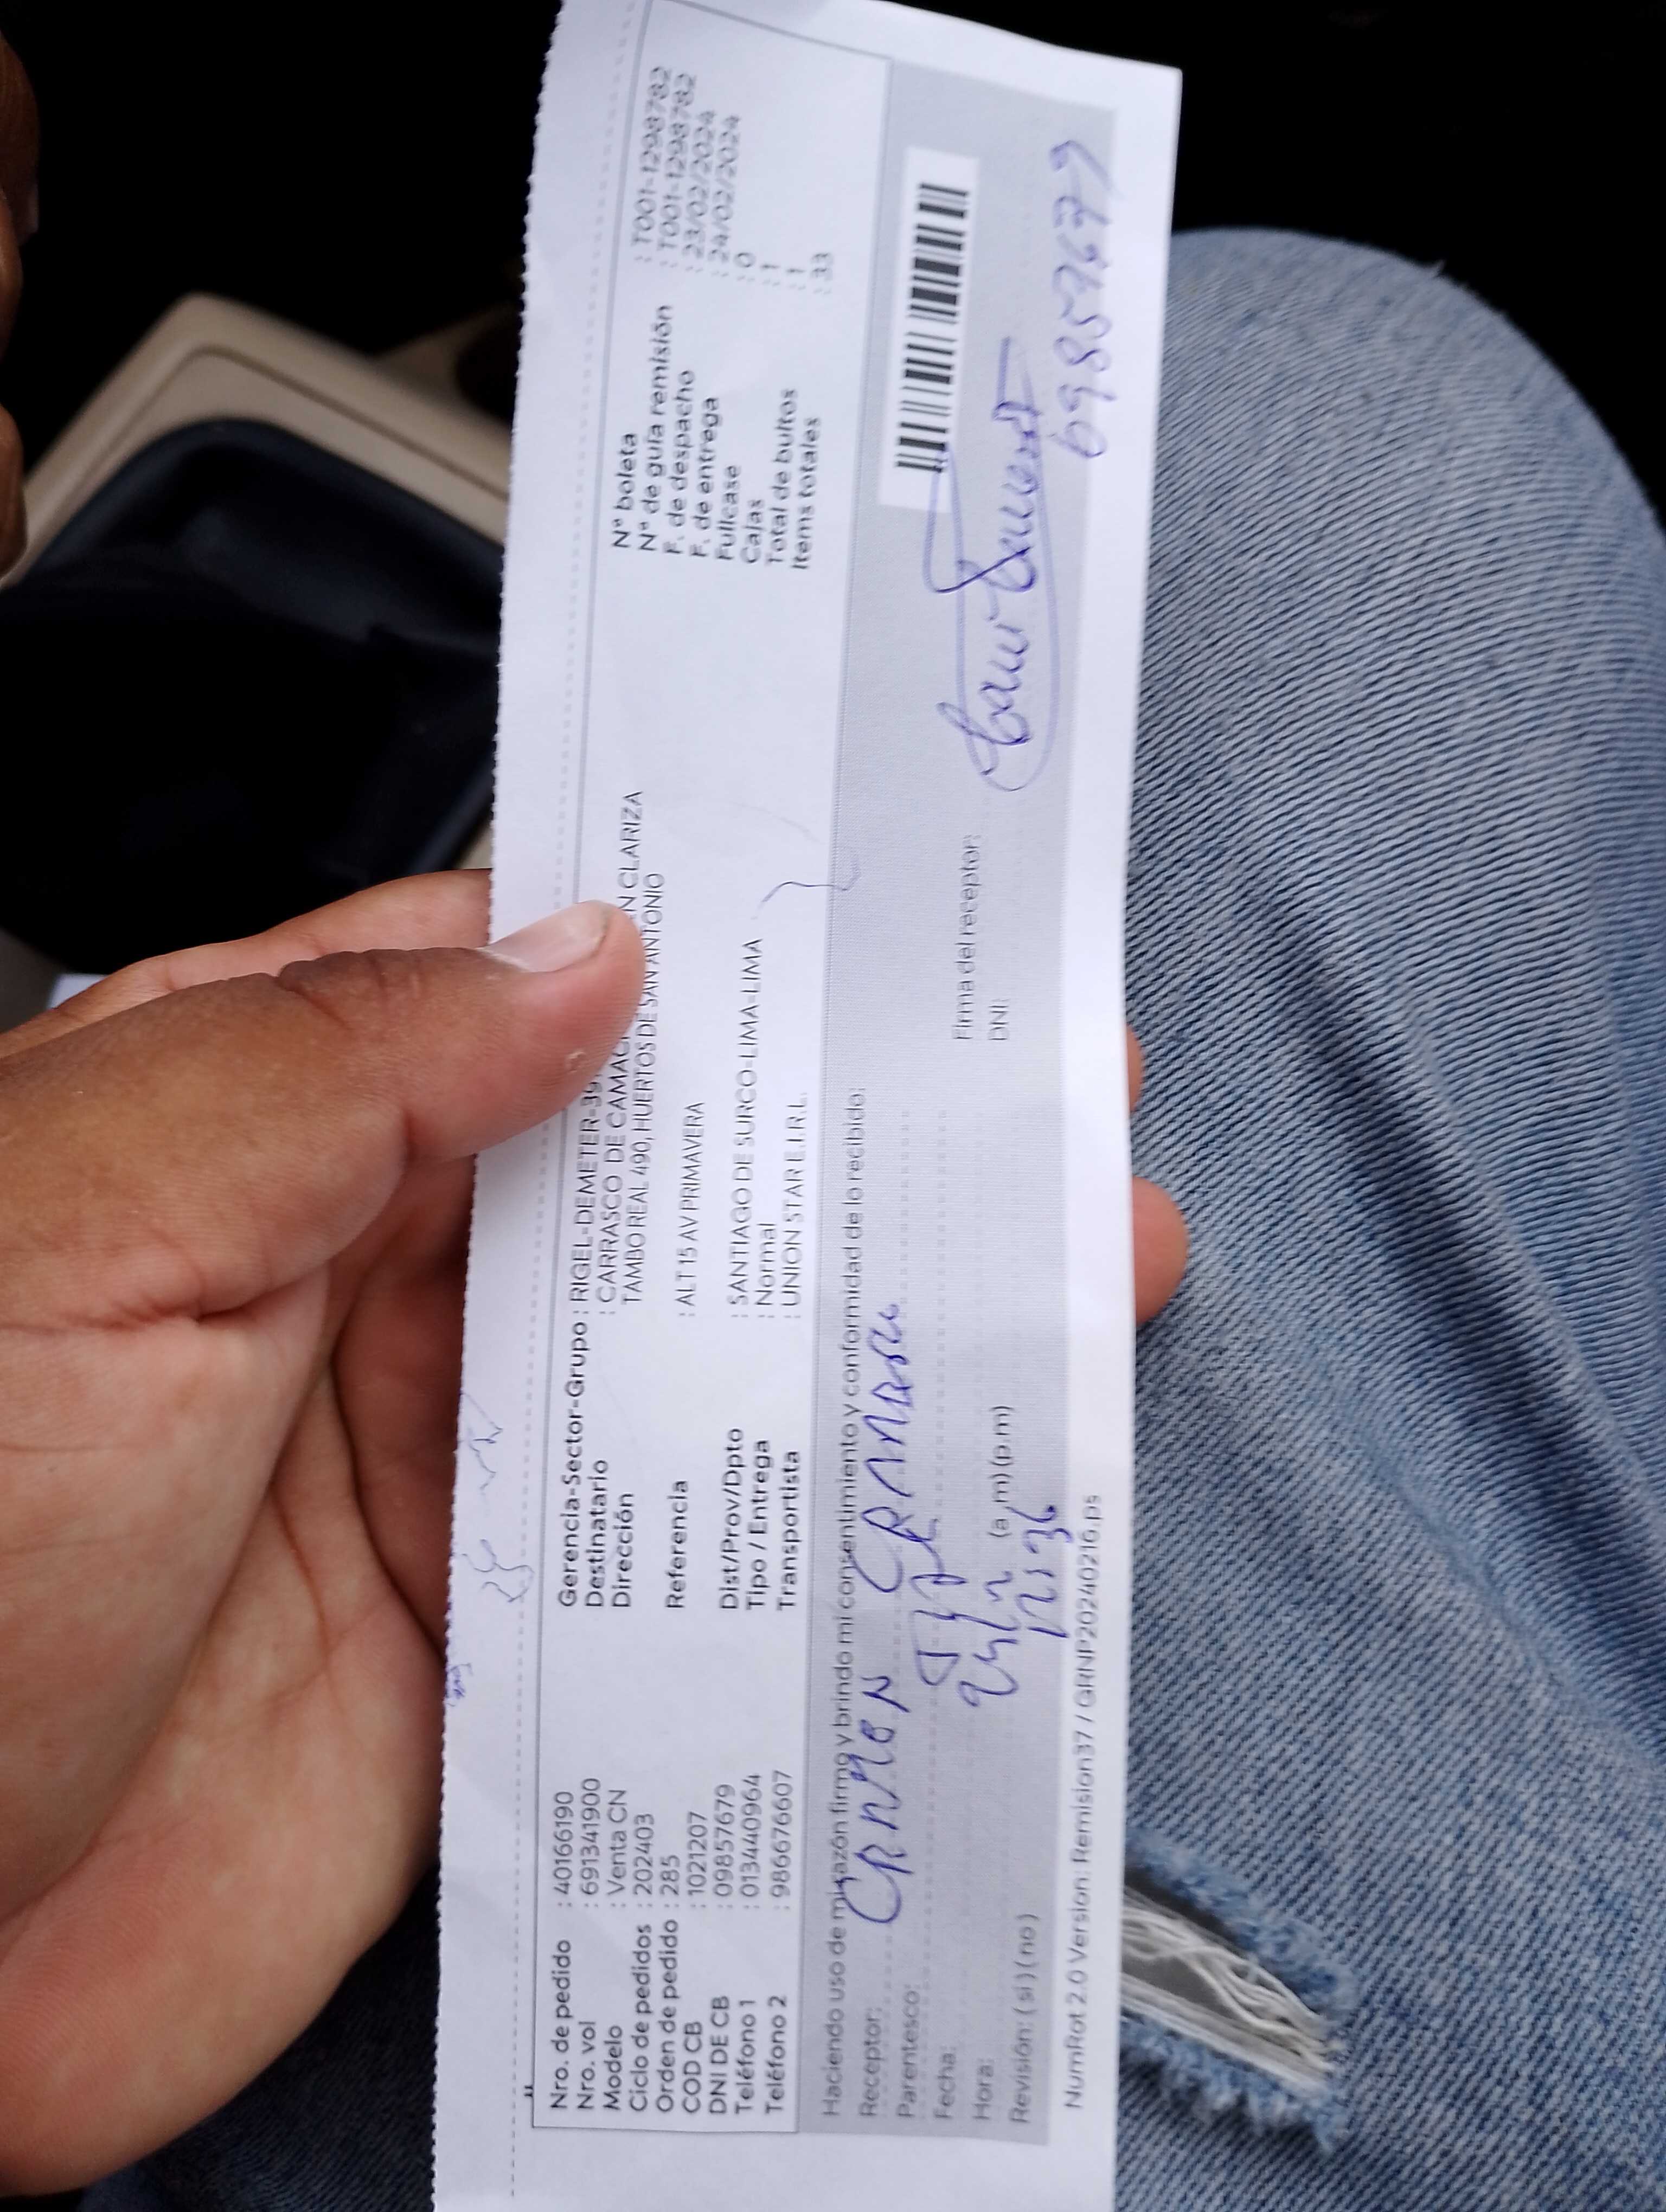 Nro. de pedido : 40166190
Nro. vol : 691341900
Modelo : Venta CN
Ciclo de pedidos : 202403
Orden de pedido : 285
COD CB : 1021207
DNI DE CB : 09857679
Teléfono 1 : 013440964
Teléfono 2 : 986676607
Gerencia-Sector-Grupo : RIGEL-DEMETER-
Destinatario : CARRASCO DE CLARIZA
Dirección TAMBO REAL 490, HUERTOS DE SAN ANTONIO
Referencia : ALT 15 AV PRIMAVERA
Dist/Prov/Dpto : SANTIAGO DE SURCO-LIMA-LIMA
Tipo / Entrega : Normal
Transportista : UNION STAR E.I.R.L.
Nº boleta : T001-1298782
Nº de guía remisión : T001-1298782
F. de despacho : 23/02/2024
F. de entrega : 24/02/2024
Fullcase : 0
Cajas : 1
Total de bultos : 1
Items totales : 33
Haciendo uso de mi razón firmo y brindo mi consentimiento y conformidad de lo recibido:
Receptor:
Parentesco:
Fecha:
Hora: (a.m) (p.m)
Revisión: ( si ) ( no )
Firma del receptor:
DNI:
NumRot 2.0 Version: Remision37 / GRNP20240216.ps